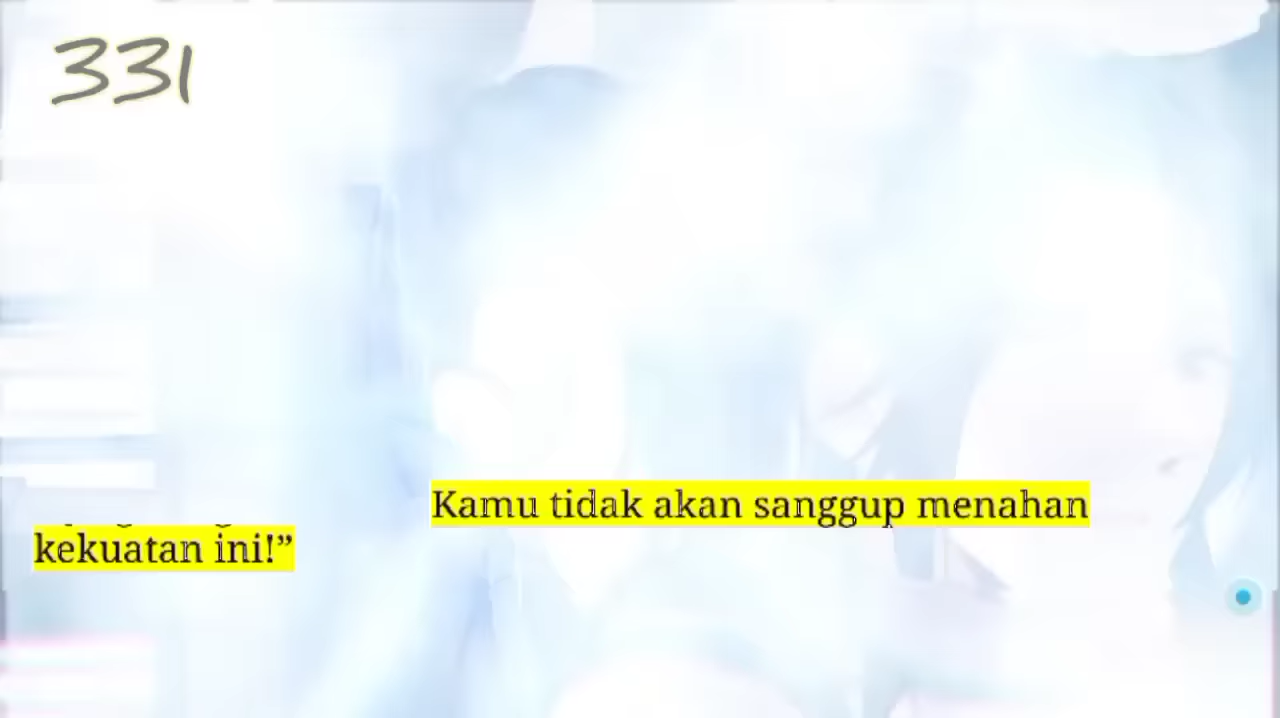 331
Kamu tidak akan sanggup menahan
kekuatan ini!”